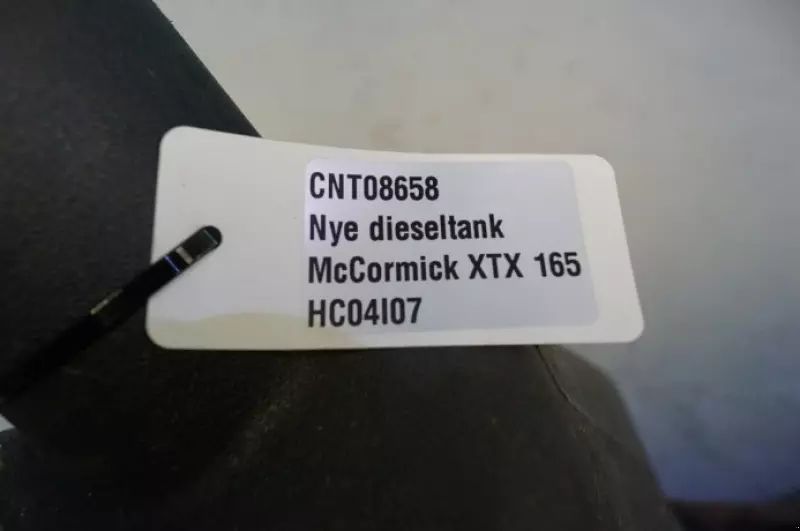 CNT08658
Nye dieseltank
McCormick XTX 165
HC04I07